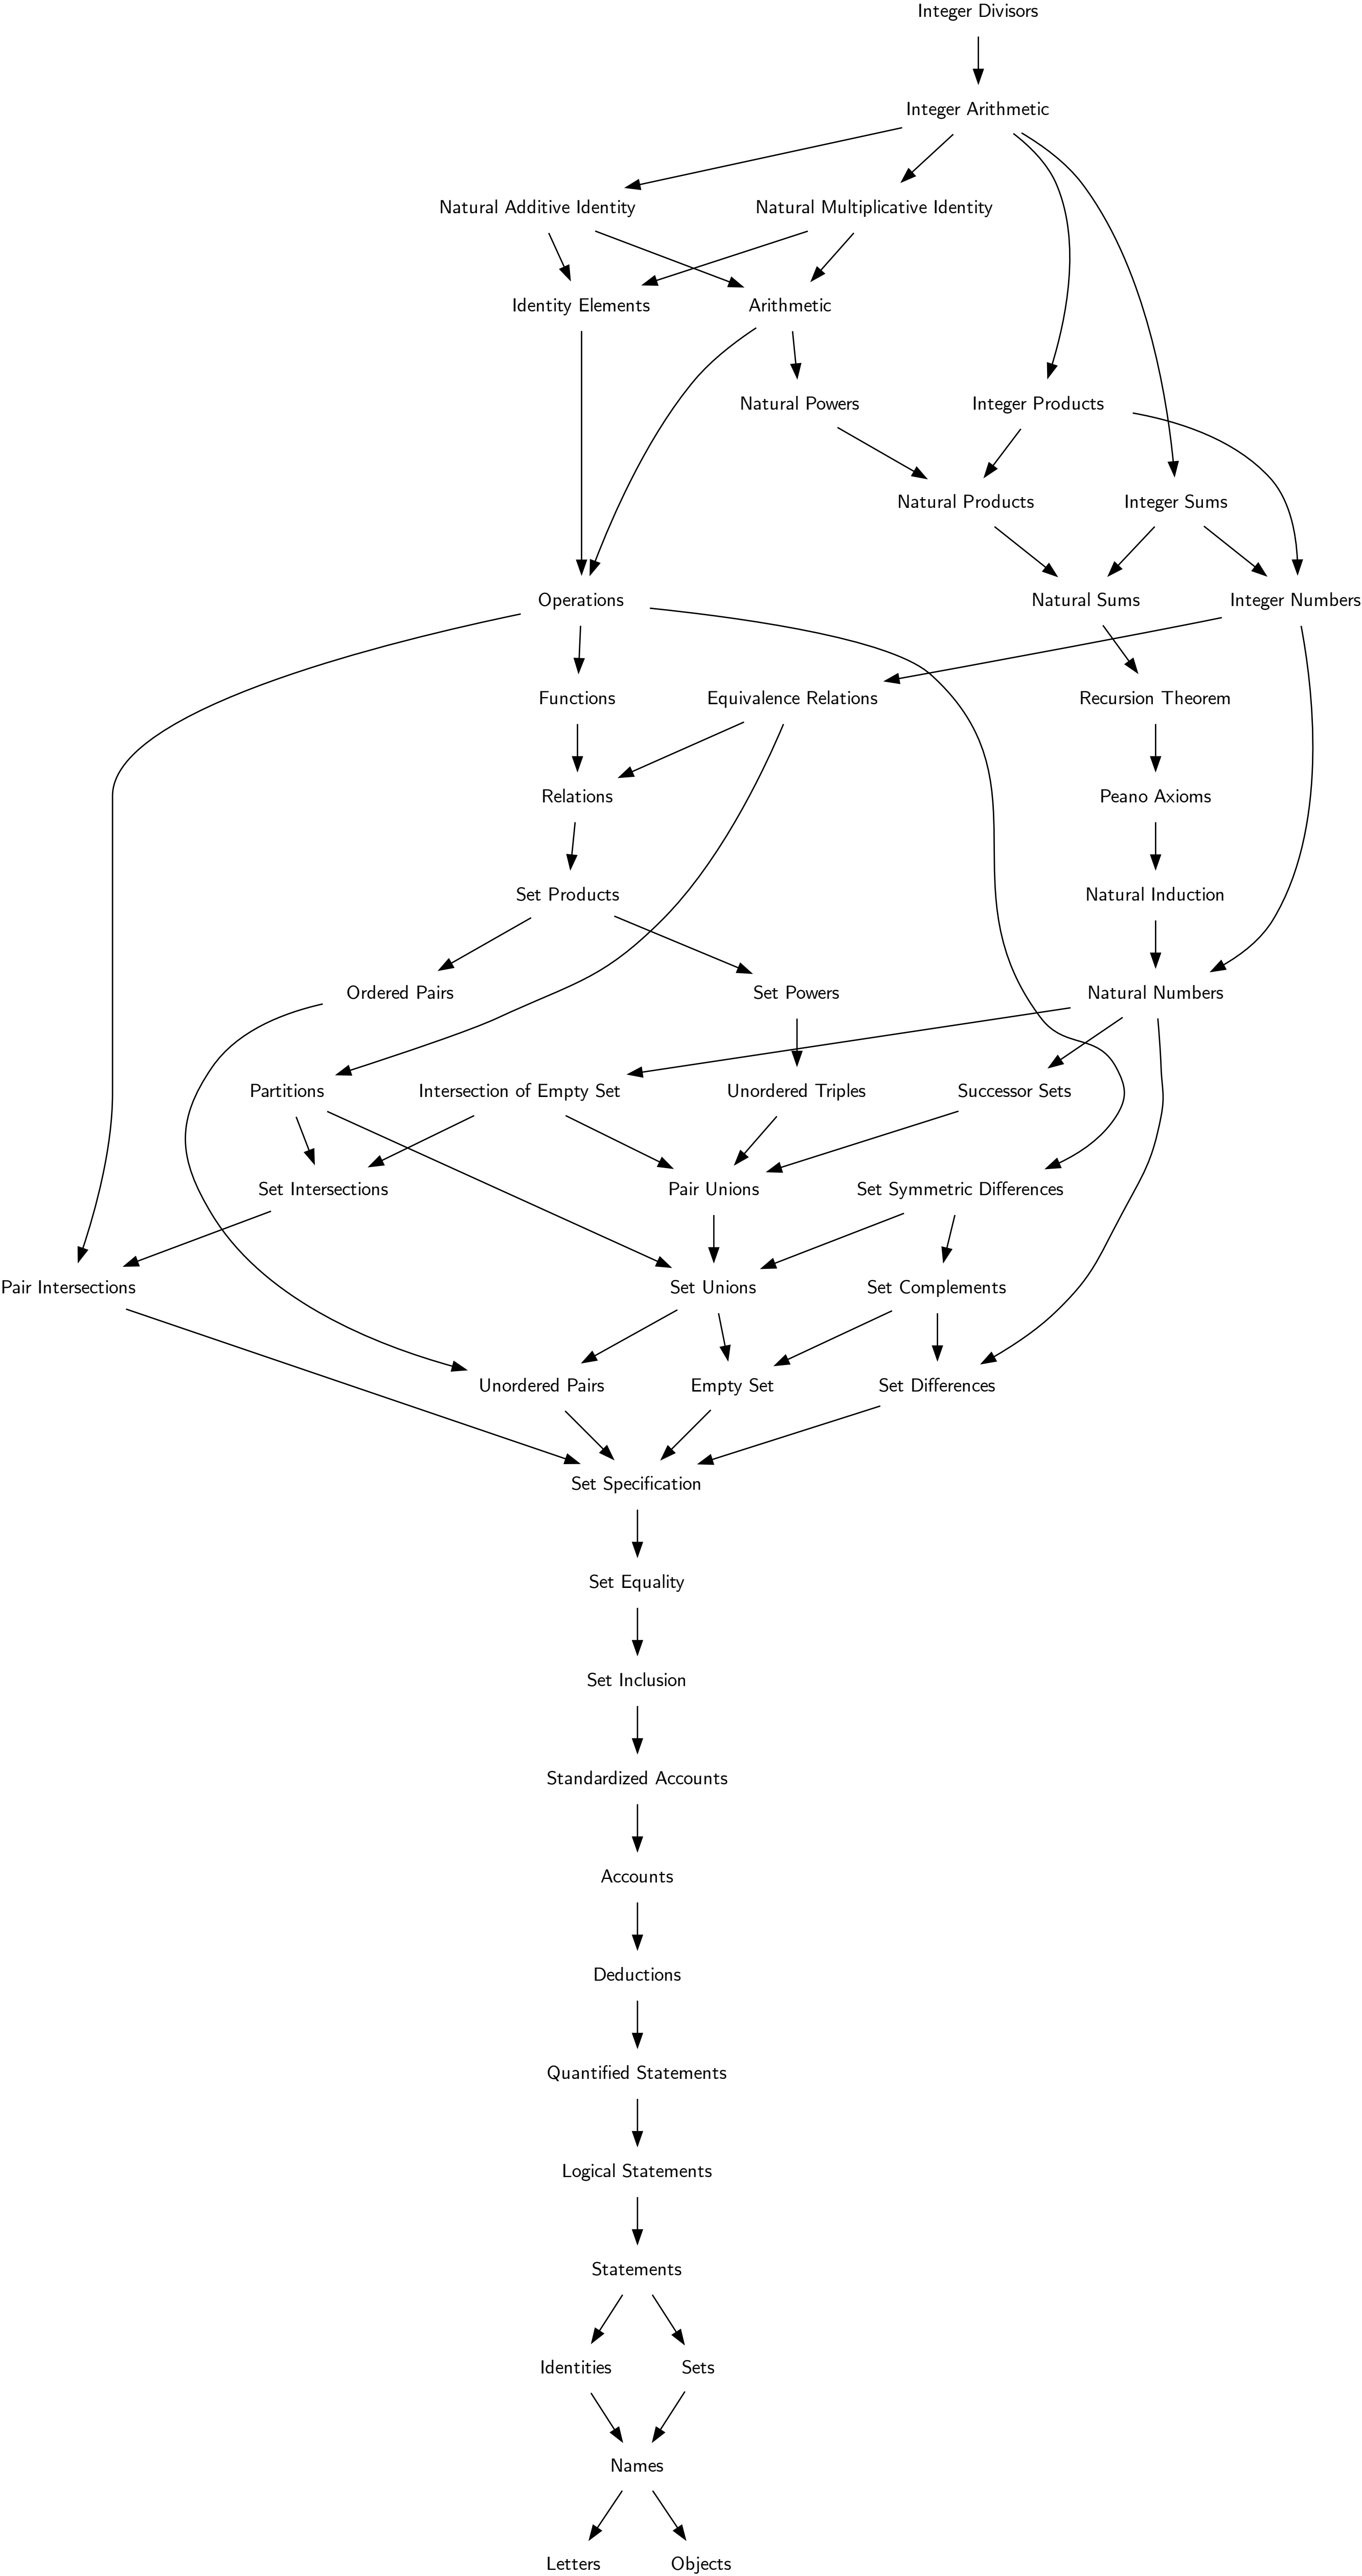 Integer Divisors
Integer Arithmetic
Natural Additive Identity
Natural Multiplicative Identity
Identity Elements
Arithmetic
Natural Powers
Integer Products
Natural Products
Integer Sums
Operations
Natural Sums
Integer Numbers
Functions
Equivalence Relations
Recursion Theorem
Relations
Peano Axioms
Set Products
Natural Induction
Ordered Pairs
Set Powers
Natural Numbers
Partitions
Intersection of Empty Set
Unordered Triples
Successor Sets
Set Intersections
Pair Unions
Set Symmetric Differences
Pair Intersections
Set Unions
Set Complements
Unordered Pairs
Empty Set
Set Differences
Set Specification
Set Equality
Set Inclusion
Standardized Accounts
Accounts
Deductions
Quantified Statements
Logical Statements
Statements
Identities
Sets
Names
Letters
Objects